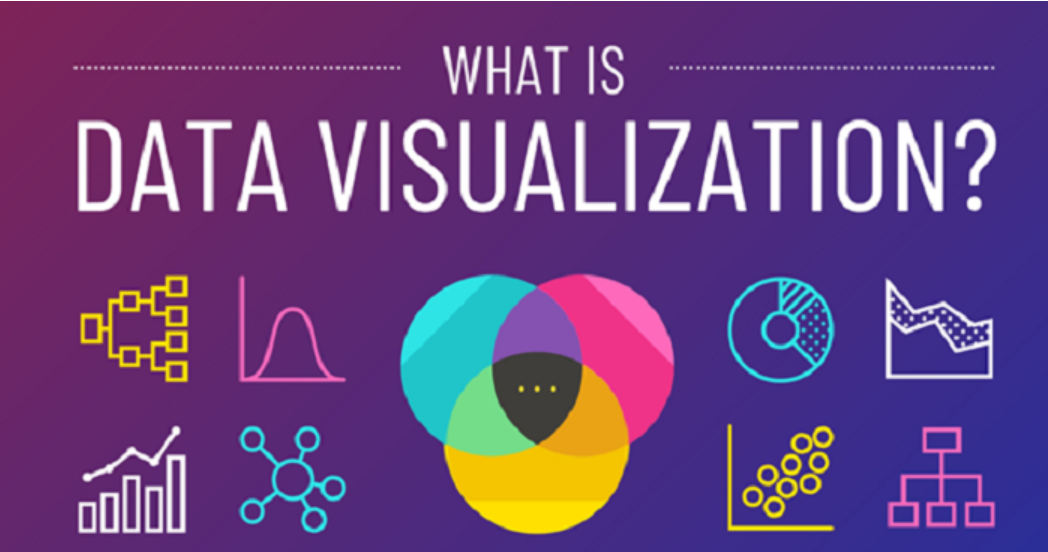 WHAT IS
DATA VISUALIZATION?
...